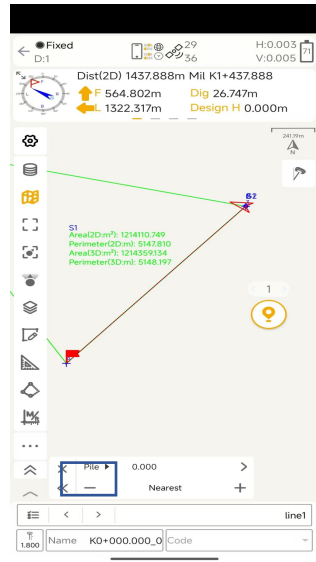 Fixed
D:1
29
36
H:0.003
V:0.005
71
Dist(2D) 1437.888m Mil K1+437.888
F 564.802m Dig 26.747m
L 1322.317m Design H 0.000m
241.19m
N
S1
Area(2D:m²): 1214110.749
Perimeter(2D:m): 5147.810
Area(3D:m²): 1214359.134
Perimeter(3D:m): 5148.197
1
Pile 0.000
Nearest
line1
1.800 Name K0+000.000_0 Code